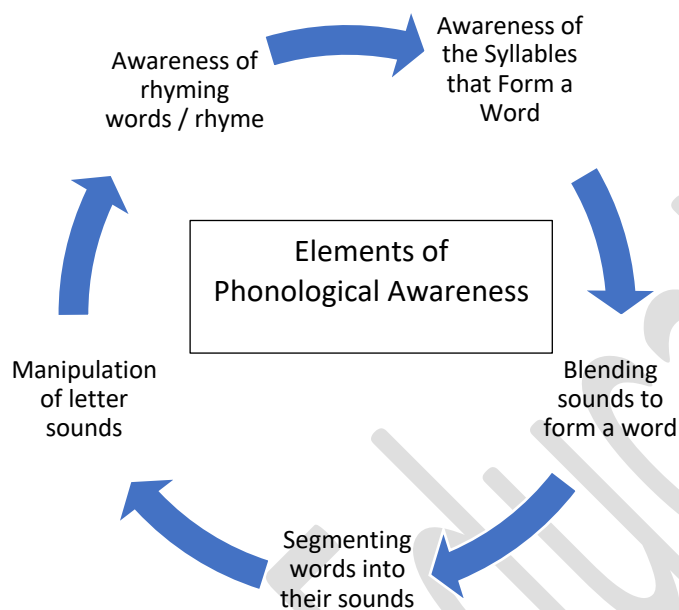 Awareness of
rhyming
words / rhyme
Awareness of
the Syllables
that Form a
Word
Elements of
Phonological Awareness
Blending
sounds to
form a word
Segmenting
words into
their sounds
Manipulation
of letter
sounds